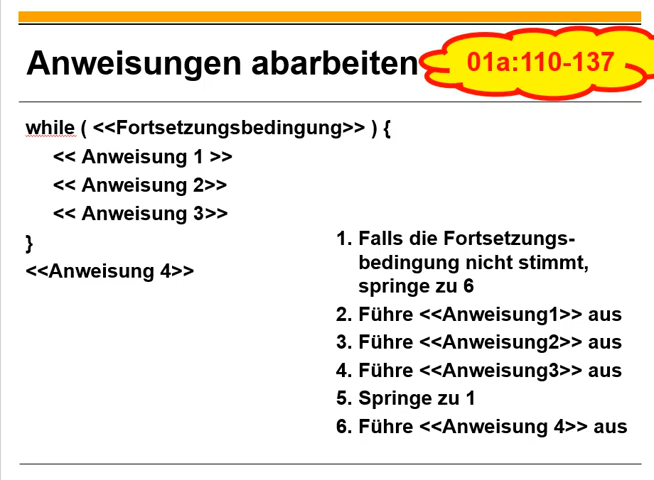 Anweisungen abarbeiten
01a:110-137
while ( <<Fortsetzungsbedingung>> ) {
<< Anweisung 1 >>
<< Anweisung 2>>
<< Anweisung 3>>
}
<<Anweisung 4>>
1. Falls die Fortsetzungs-
bedingung nicht stimmt,
springe zu 6
2. Führe <<Anweisung1>> aus
3. Führe <<Anweisung2>> aus
4. Führe <<Anweisung3>> aus
5. Springe zu 1
6. Führe <<Anweisung 4>> aus